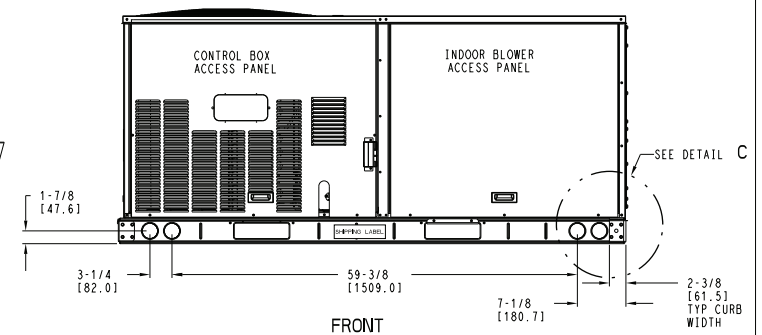 CONTROL BOX
ACCESS PANEL
INDOOR BLOWER
ACCESS PANEL
SEE DETAIL C
1-7/8
[47.6]
SHIPPING LABEL
3-1/4
[82.0]
59-3/8
[1509.0]
7-1/8
[180.7]
2-3/8
[61.5]
TYP CURB
WIDTH
FRONT